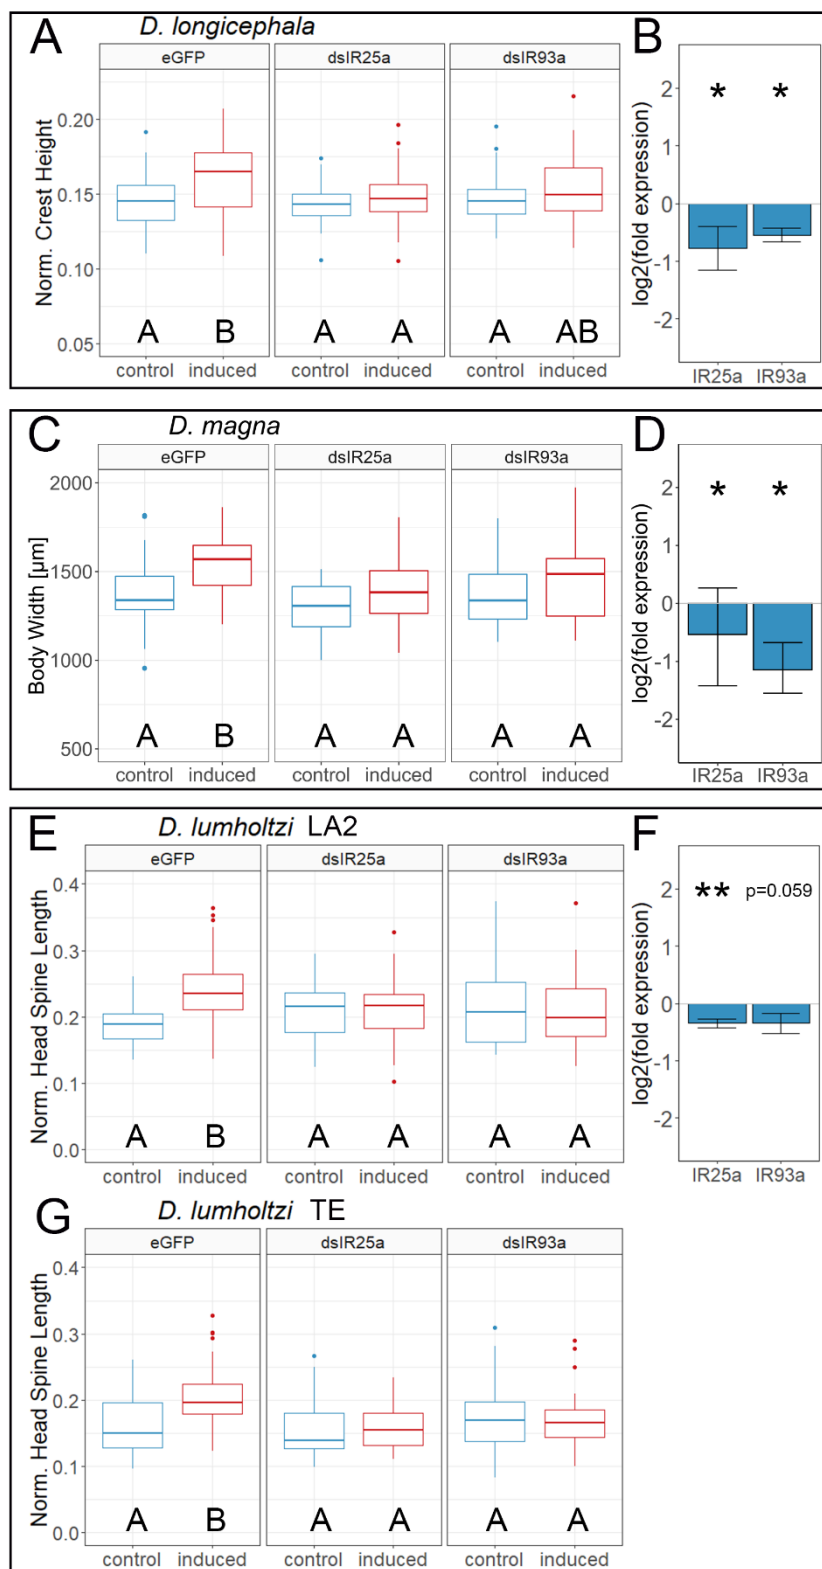 A D. longicephala
eGFP dsIR25a dsIR93a
Norm. Crest Height
0.20
0.15
0.10
0.05
A B A A A AB
control induced control induced control induced
B
* *
log2(fold expression)
2
1
0
-1
-2
IR25a IR93a
C D. magna
eGFP dsIR25a dsIR93a
Body Width [µm]
2000
1500
1000
500
A B A A A A
control induced control induced control induced
D
* *
log2(fold expression)
2
1
0
-1
-2
IR25a IR93a
E D. lumholtzi LA2
eGFP dsIR25a dsIR93a
Norm. Head Spine Length
0.4
0.3
0.2
0.1
0.0
A B A A A A
control induced control induced control induced
F
** p=0.059
log2(fold expression)
2
1
0
-1
-2
IR25a IR93a
G D. lumholtzi TE
eGFP dsIR25a dsIR93a
Norm. Head Spine Length
0.4
0.3
0.2
0.1
0.0
A B A A A A
control induced control induced control induced